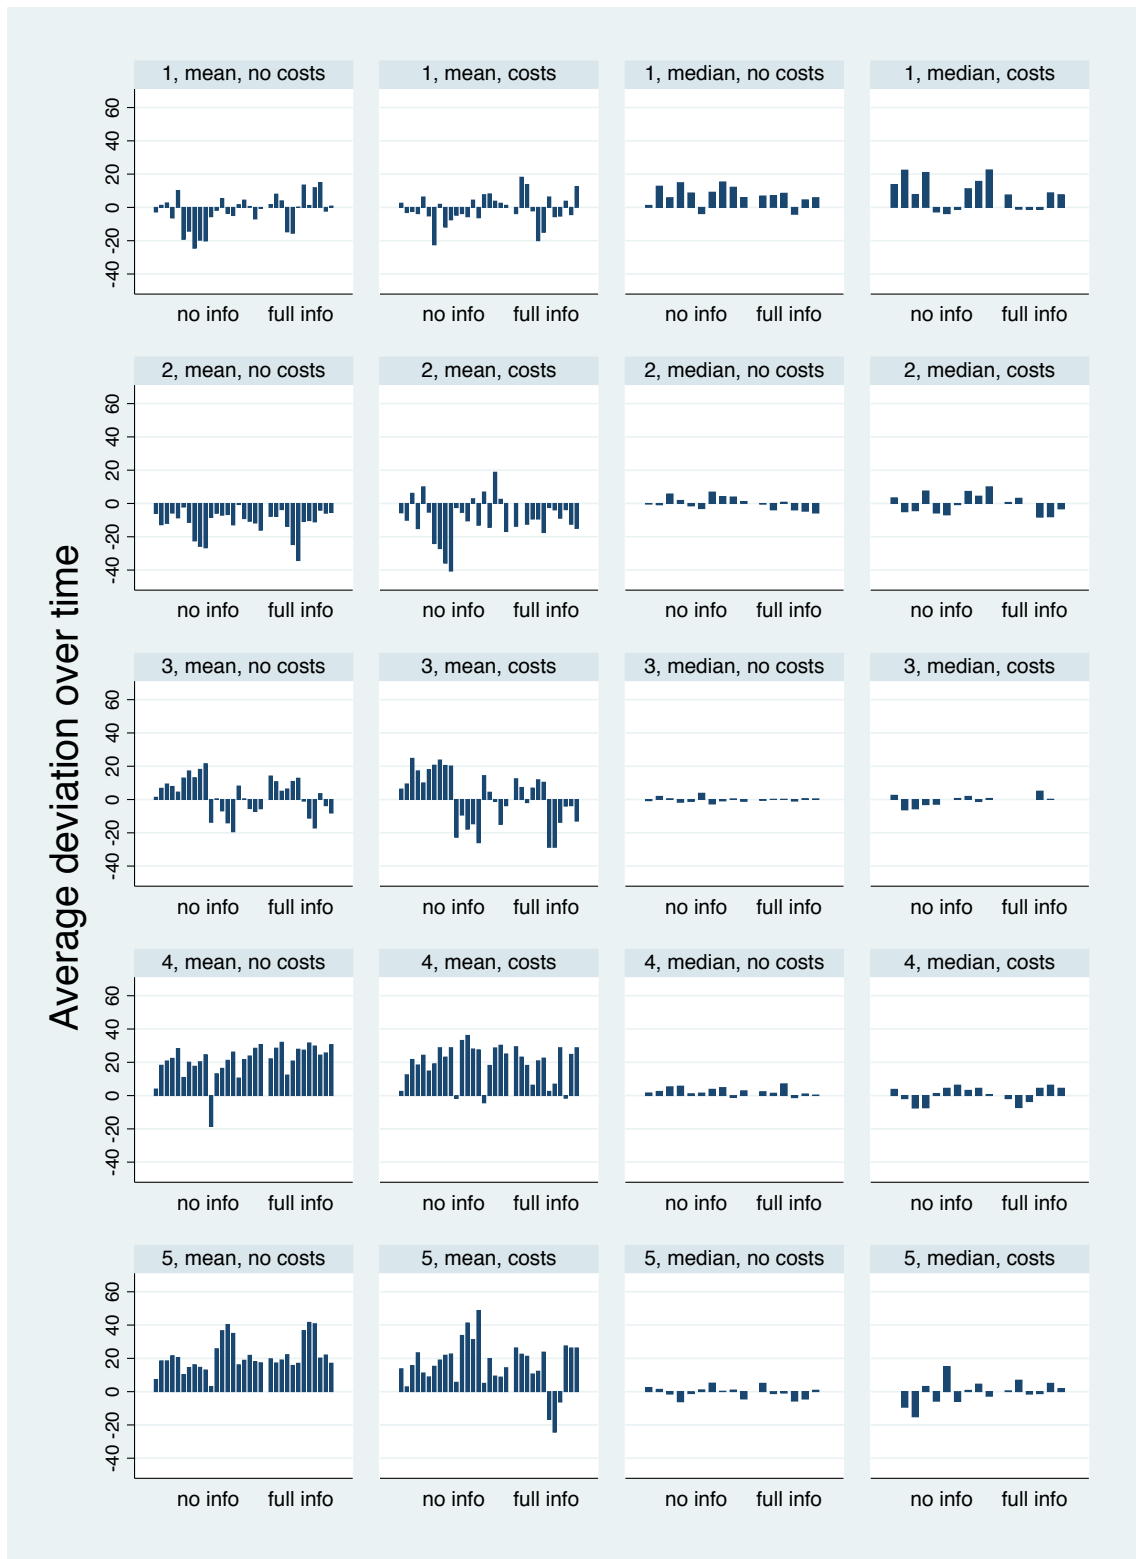 Average deviation over time
1, mean, no costs
1, mean, costs
1, median, no costs
1, median, costs
60
40
20
0
-20
-40
no info full info
no info full info
no info full info
no info full info
2, mean, no costs
2, mean, costs
2, median, no costs
2, median, costs
60
40
20
0
-20
-40
no info full info
no info full info
no info full info
no info full info
3, mean, no costs
3, mean, costs
3, median, no costs
3, median, costs
60
40
20
0
-20
-40
no info full info
no info full info
no info full info
no info full info
4, mean, no costs
4, mean, costs
4, median, no costs
4, median, costs
60
40
20
0
-20
-40
no info full info
no info full info
no info full info
no info full info
5, mean, no costs
5, mean, costs
5, median, no costs
5, median, costs
60
40
20
0
-20
-40
no info full info
no info full info
no info full info
no info full info